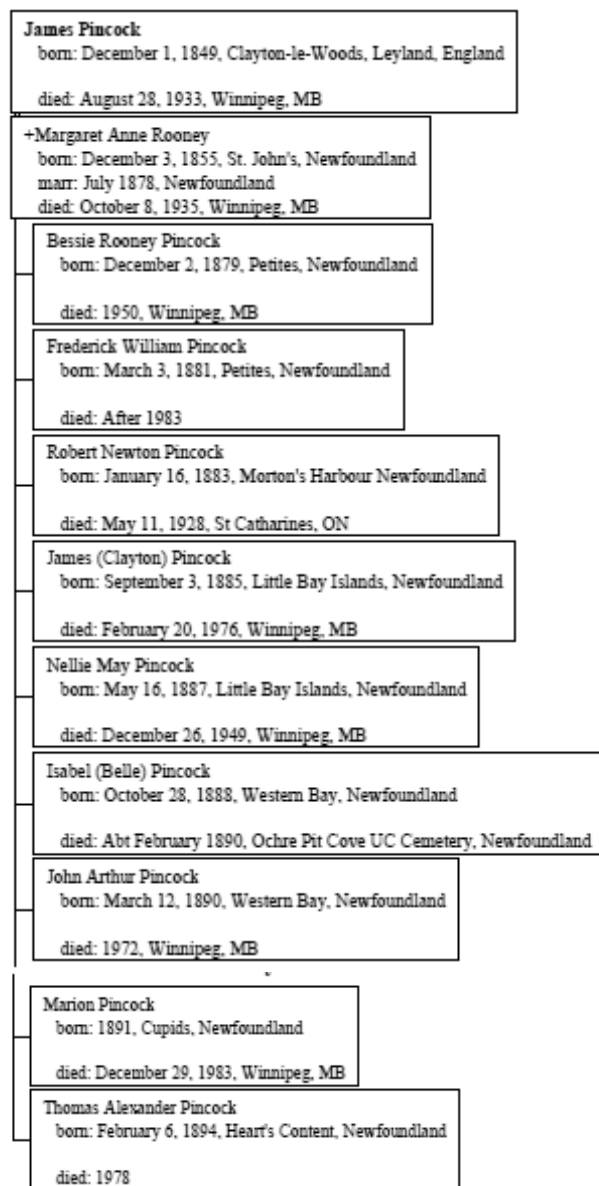 James Pincock
born: December 1, 1849, Clayton-le-Woods, Leyland, England
died: August 28, 1933, Winnipeg, MB
+Margaret Anne Rooney
born: December 3, 1855, St. John's, Newfoundland
marr: July 1878, Newfoundland
died: October 8, 1935, Winnipeg, MB
Bessie Rooney Pincock
born: December 2, 1879, Petites, Newfoundland
died: 1950, Winnipeg, MB
Frederick William Pincock
born: March 3, 1881, Petites, Newfoundland
died: After 1983
Robert Newton Pincock
born: January 16, 1883, Morton's Harbour Newfoundland
died: May 11, 1928, St Catharines, ON
James (Clayton) Pincock
born: September 3, 1885, Little Bay Islands, Newfoundland
died: February 20, 1976, Winnipeg, MB
Nellie May Pincock
born: May 16, 1887, Little Bay Islands, Newfoundland
died: December 26, 1949, Winnipeg, MB
Isabel (Belle) Pincock
born: October 28, 1888, Western Bay, Newfoundland
died: Abt February 1890, Ochre Pit Cove UC Cemetery, Newfoundland
John Arthur Pincock
born: March 12, 1890, Western Bay, Newfoundland
died: 1972, Winnipeg, MB
Marion Pincock
born: 1891, Cupids, Newfoundland
died: December 29, 1983, Winnipeg, MB
Thomas Alexander Pincock
born: February 6, 1894, Heart's Content, Newfoundland
died: 1978